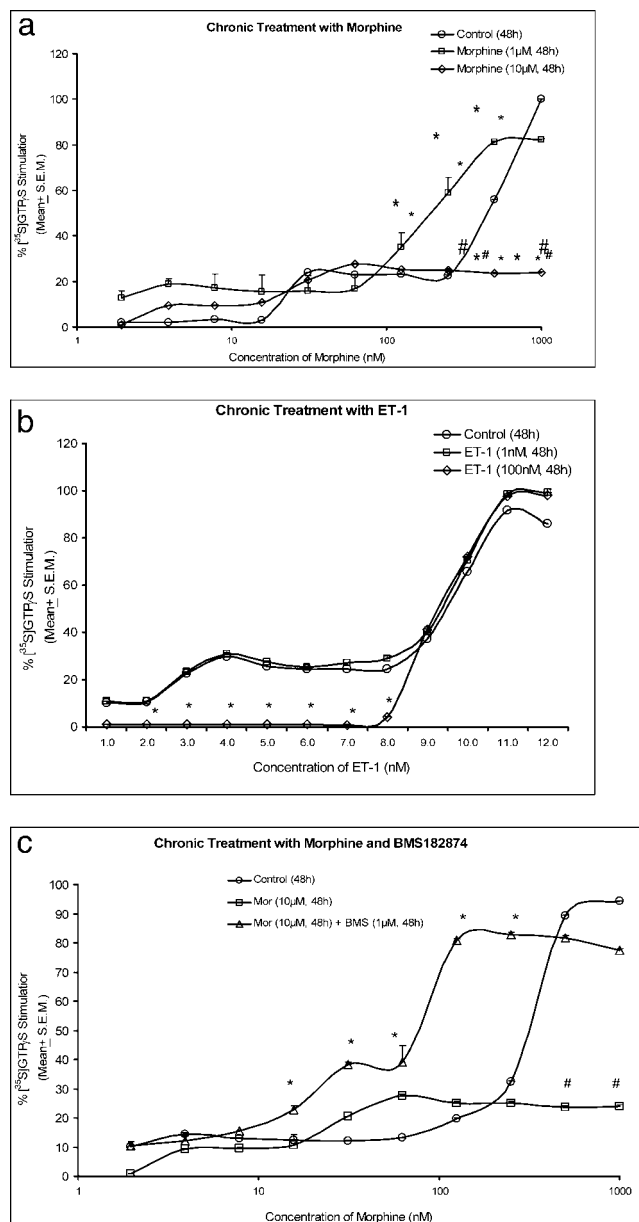 a
Chronic Treatment with Morphine
Control (48h)
Morphine (1µM, 48h)
Morphine (10µM, 48h)
% [35S]GTPγS Stimulation
(Mean± S.E.M.)
120
100
80
60
40
20
0
* * * * * * * *
# #
*# * * *#
1 10 100 1000
Concentration of Morphine (nM)
b
Chronic Treatment with ET-1
Control (48h)
ET-1 (1nM, 48h)
ET-1 (100nM, 48h)
% [35S]GTPγS Stimulation
(Mean± S.E.M.)
120
100
80
60
40
20
0
* * * * * * *
1.0 2.0 3.0 4.0 5.0 6.0 7.0 8.0 9.0 10.0 11.0 12.0
Concentration of ET-1 (nM)
c
Chronic Treatment with Morphine and BMS182874
Control (48h)
Mor (10µM, 48h)
Mor (10µM, 48h) + BMS (1µM, 48h)
% [35S]GTPγS Stimulation
(Mean± S.E.M.)
100
90
80
70
60
50
40
30
20
10
0
* * * * *
# #
1 10 100 1000
Concentration of Morphine (nM)